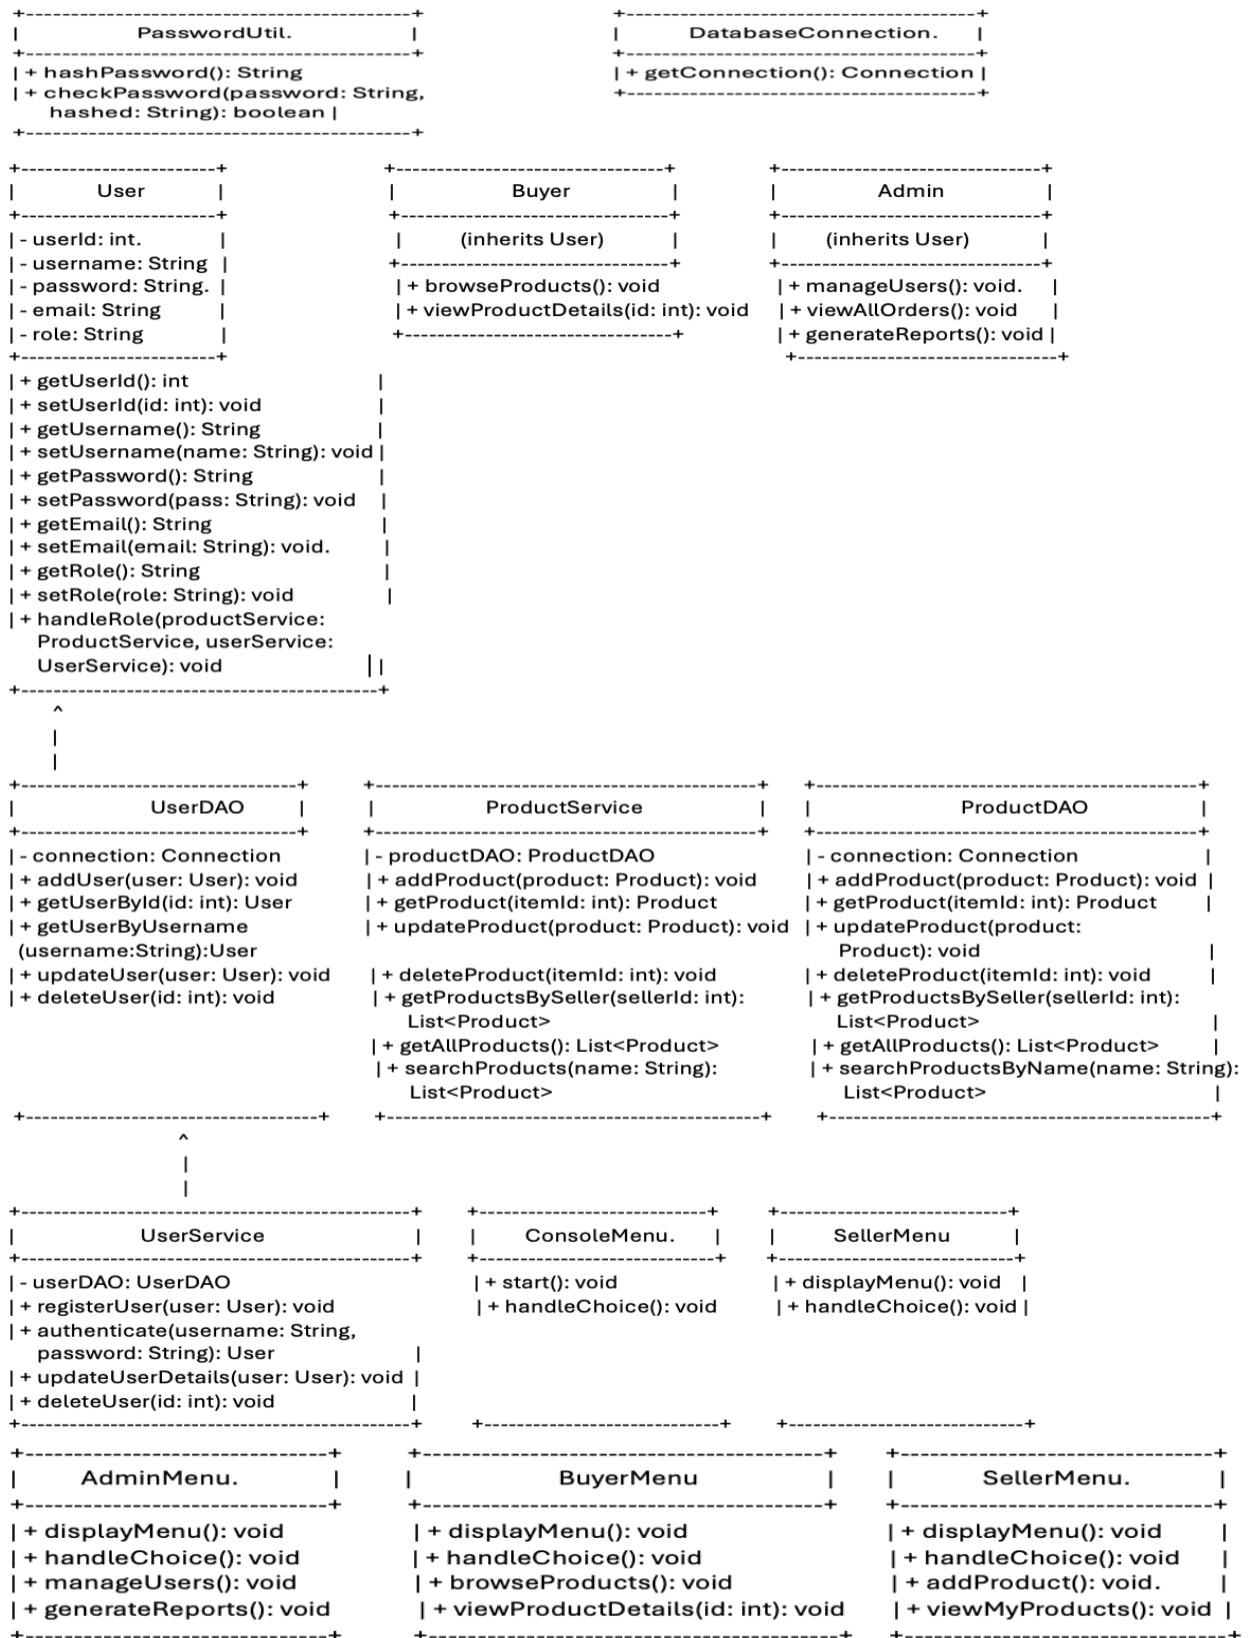 PasswordUtil.
+ hashPassword(): String
+ checkPassword(password: String,
hashed: String): boolean |
DatabaseConnection.
+ getConnection(): Connection
User
- userId: int.
- username: String
- password: String.
- email: String
- role: String
+ getUserId(): int
+ setUserId(id: int): void
+ getUsername(): String
+ setUsername(name: String): void
+ getPassword(): String
+ setPassword(pass: String): void
+ getEmail(): String
+ setEmail(email: String): void.
+ getRole(): String
+ setRole(role: String): void
+ handleRole(productService:
ProductService, userService:
UserService): void
Buyer
(inherits User)
+ browseProducts(): void
+ viewProductDetails(id: int): void
Admin
(inherits User)
+ manageUsers(): void.
+ viewAllOrders(): void
+ generateReports(): void
UserDAO
- connection: Connection
+ addUser(user: User): void
+ getUserById(id: int): User
+ getUserByUsername
(username:String):User
+ updateUser(user: User): void
+ deleteUser(id: int): void
ProductService
- productDAO: ProductDAO
+ addProduct(product: Product): void
+ getProduct(itemId: int): Product
+ updateProduct(product: Product): void
+ deleteProduct(itemId: int): void
+ getProductsBySeller(sellerId: int):
List<Product>
+ getAllProducts(): List<Product>
+ searchProducts(name: String):
List<Product>
ProductDAO
- connection: Connection
+ addProduct(product: Product): void
+ getProduct(itemId: int): Product
+ updateProduct(product:
Product): void
+ deleteProduct(itemId: int): void
+ getProductsBySeller(sellerId: int):
List<Product>
+ getAllProducts(): List<Product>
+ searchProductsByName(name: String):
List<Product>
UserService
- userDAO: UserDAO
+ registerUser(user: User): void
+ authenticate(username: String,
password: String): User
+ updateUserDetails(user: User): void
+ deleteUser(id: int): void
ConsoleMenu.
+ start(): void
+ handleChoice(): void
SellerMenu
+ displayMenu(): void
+ handleChoice(): void
AdminMenu.
+ displayMenu(): void
+ handleChoice(): void
+ manageUsers(): void
+ generateReports(): void
BuyerMenu
+ displayMenu(): void
+ handleChoice(): void
+ browseProducts(): void
+ viewProductDetails(id: int): void
SellerMenu.
+ displayMenu(): void
+ handleChoice(): void
+ addProduct(): void.
+ viewMyProducts(): void